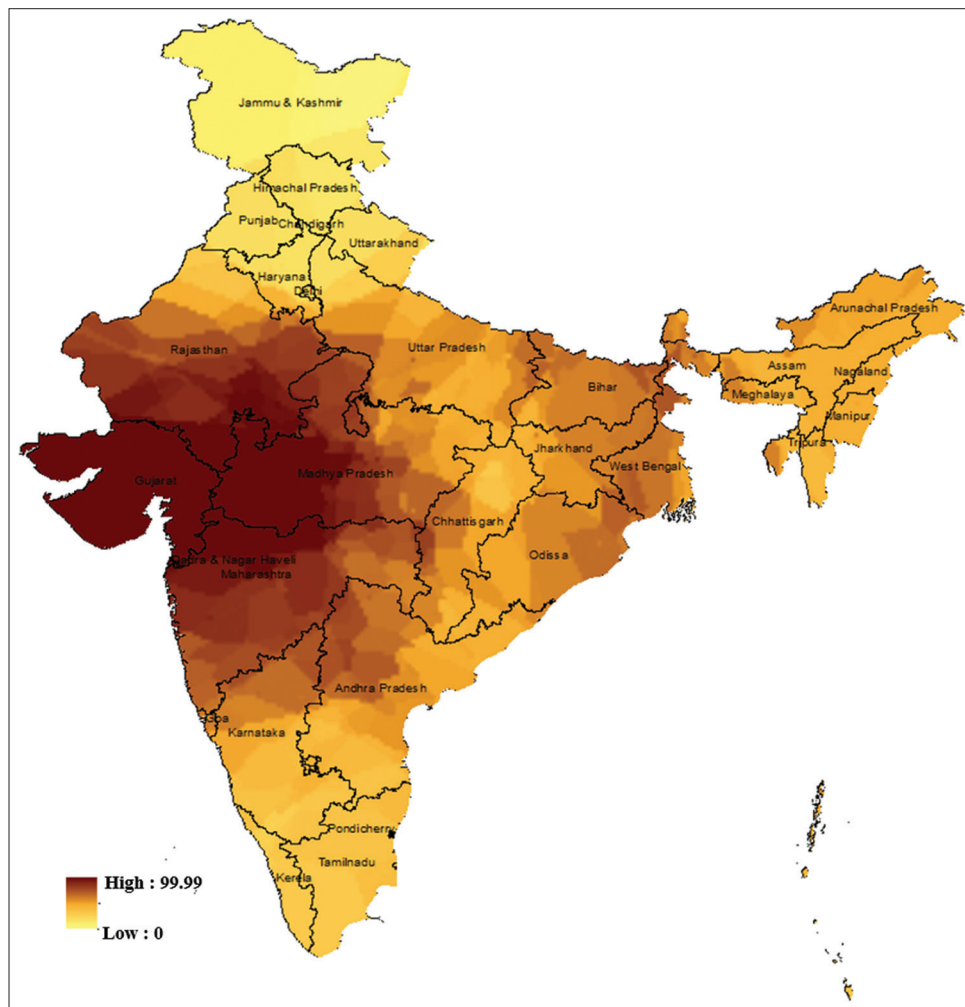 Jammu & Kashmir
Himachal Pradesh
Punjab
Chandigarh
Uttarakhand
Haryana
Delhi
Arunachal Pradesh
Rajasthan
Uttar Pradesh
Assam
Nagaland
Bihar
Meghalaya
Manipur
Tripura
Jharkhand
West Bengal
Madhya Pradesh
Gujarat
Chhattisgarh
Odissa
Dadra & Nagar Haveli
Maharashtra
Andhra Pradesh
Goa
Karnataka
Pondicherry
Tamilnadu
Kerela
High : 99.99
Low : 0